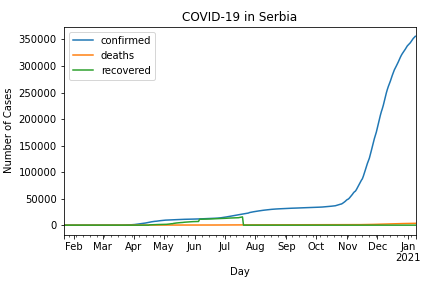 COVID-19 in Serbia
confirmed
deaths
recovered
Number of Cases
350000
300000
250000
200000
150000
100000
50000
0
Feb Mar Apr May Jun Jul Aug Sep Oct Nov Dec Jan
2021
Day